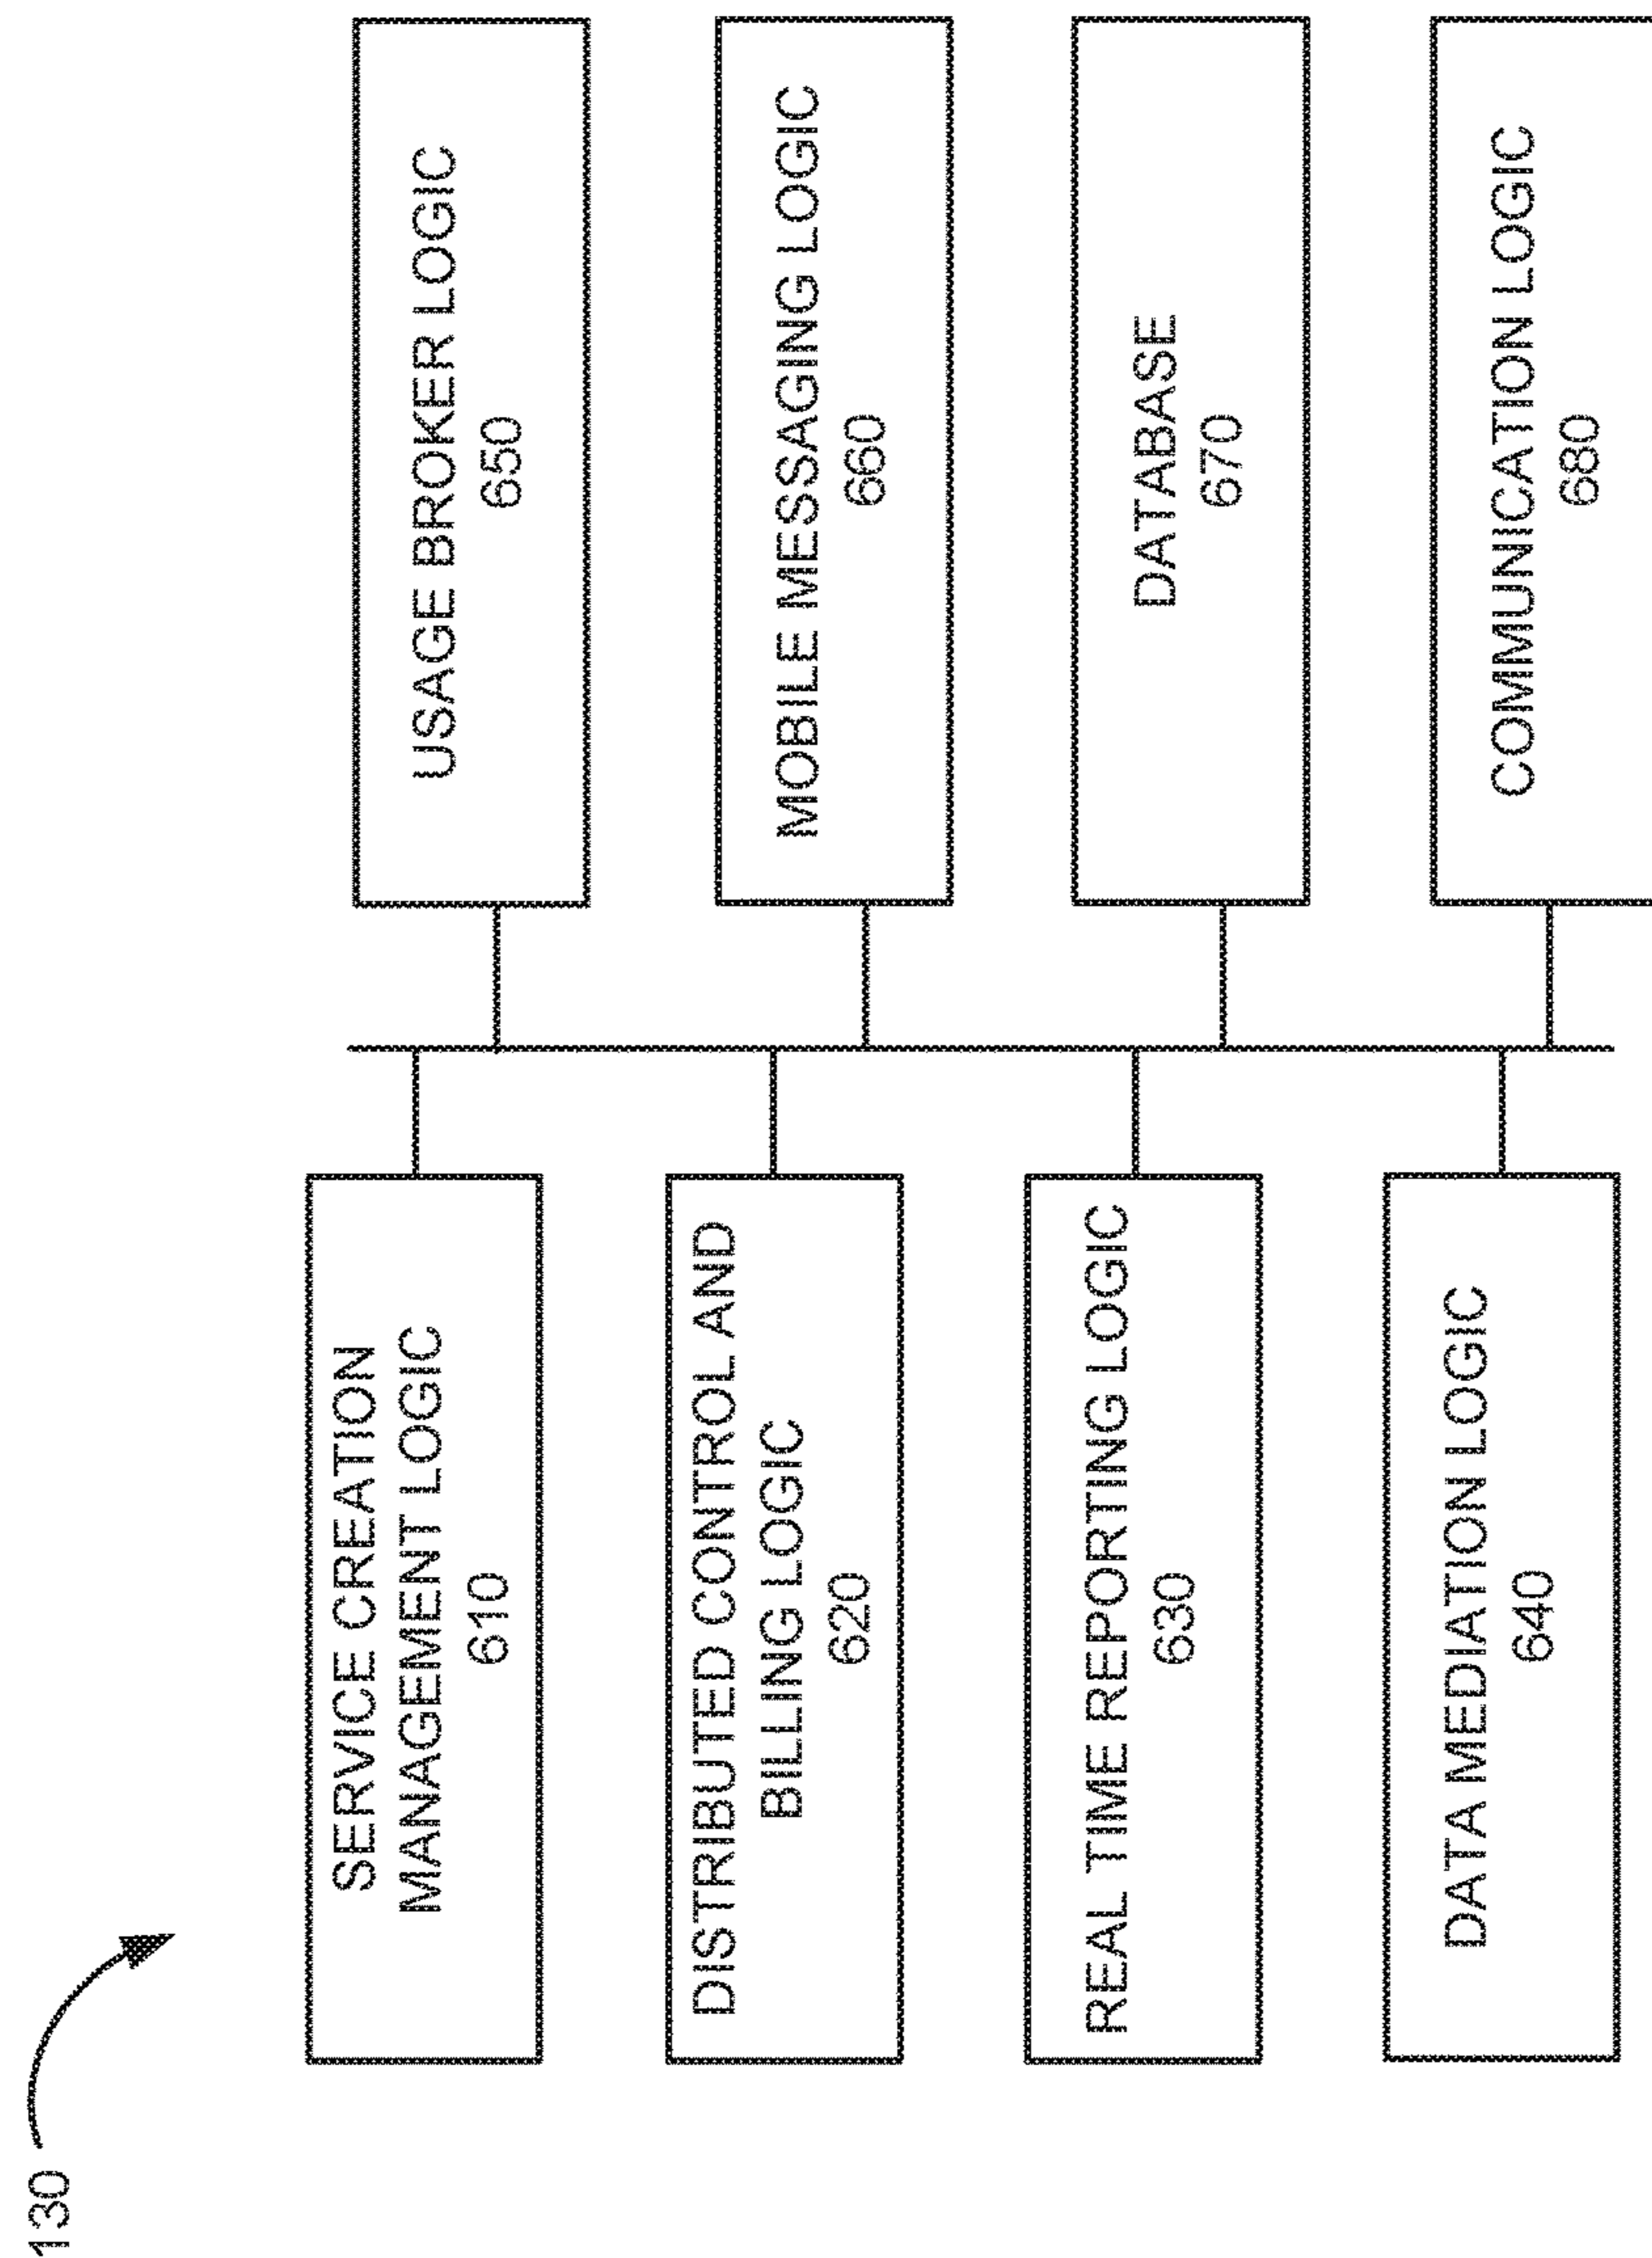 130
SERVICE CREATION
MANAGEMENT LOGIC
610
DISTRIBUTED CONTROL AND
BILLING LOGIC
620
REAL TIME REPORTING LOGIC
630
DATA MEDIATION LOGIC
640
USAGE BROKER LOGIC
650
MOBILE MESSAGING LOGIC
660
DATABASE
670
COMMUNICATION LOGIC
680